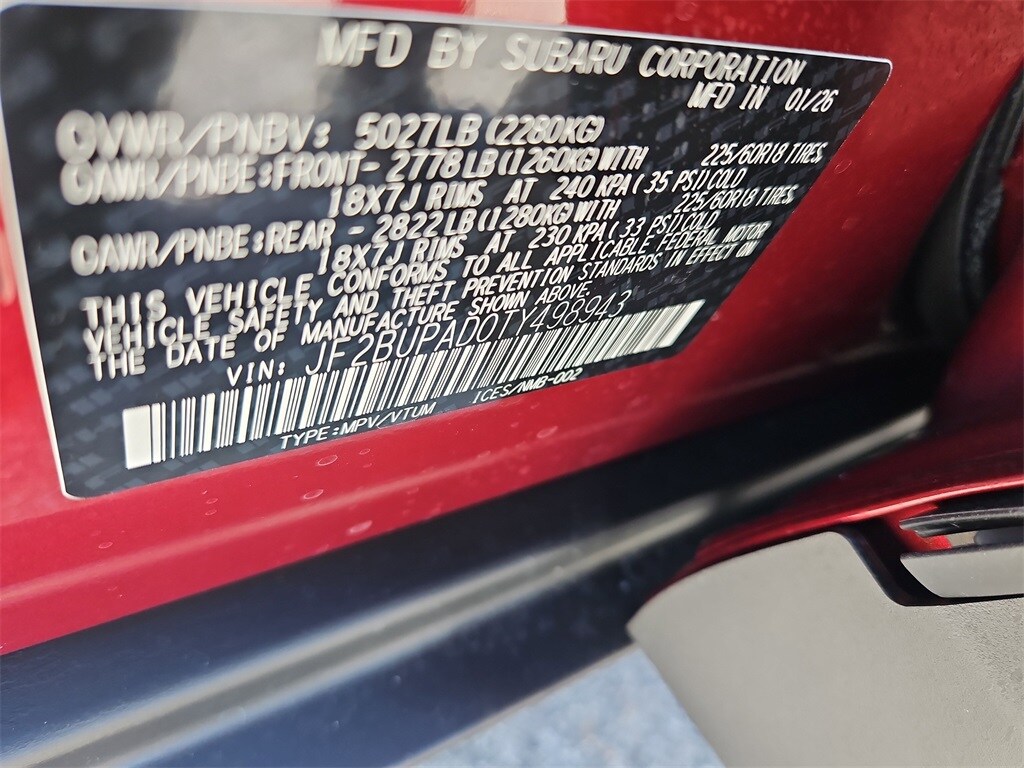 MFD BY SUBARU CORPORATION
MFD IN 01/26
GVWR/PNBV: 5027LB(2280KG)
GAWR/PNBE:FRONT- 2778LB(1260KG)WITH 225/60R18 TIRES,
18X7J RIMS AT 240 KPA( 35 PSI)COLD
GAWR/PNBE:REAR - 2822LB(1280KG)WITH 225/60R18 TIRES,
18X7J RIMS AT 230 KPA( 33 PSI)COLD
THIS VEHICLE CONFORMS TO ALL APPLICABLE FEDERAL MOTOR
VEHICLE SAFETY AND THEFT PREVENTION STANDARDS IN EFFECT ON
THE DATE OF MANUFACTURE SHOWN ABOVE.
VIN: JF2BUPAD0TY498943
TYPE:MPV/VTUM ICES/NMB-002